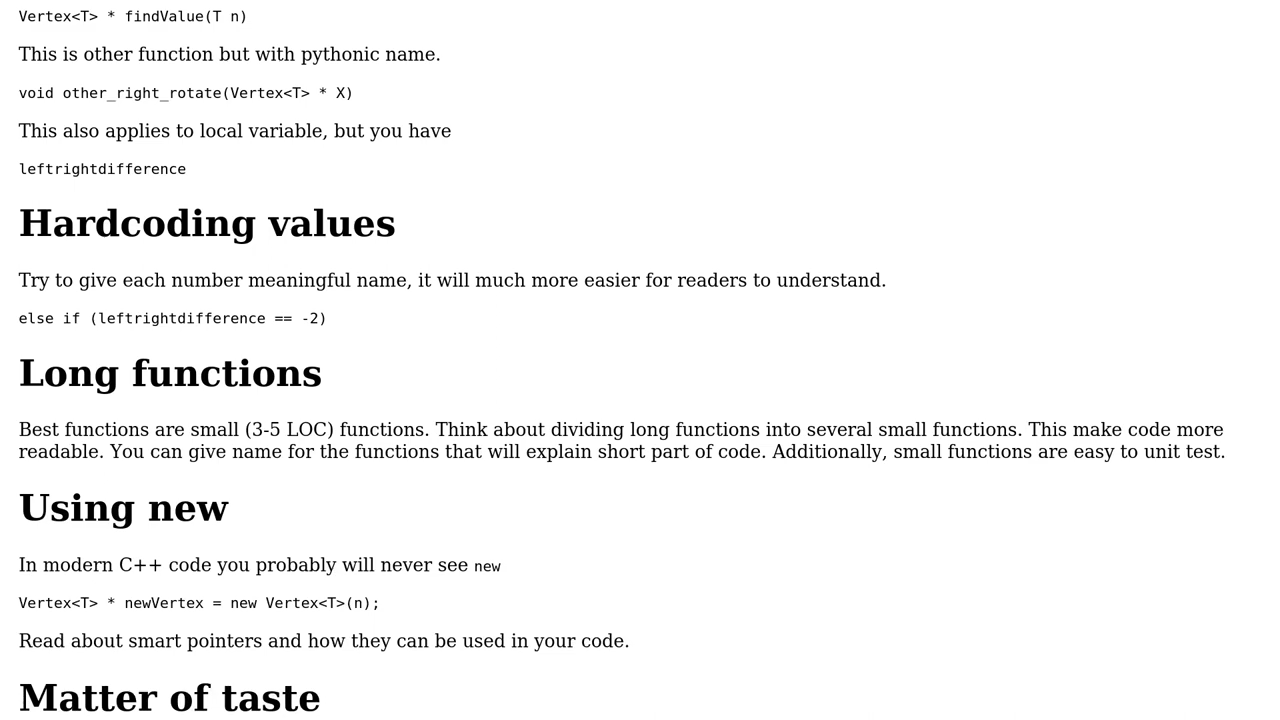 Vertex<T> * findValue(T n)
This is other function but with pythonic name.
void other_right_rotate(Vertex<T> * X)
This also applies to local variable, but you have
leftrightdifference
Hardcoding values
Try to give each number meaningful name, it will much more easier for readers to understand.
else if (leftrightdifference == -2)
Long functions
Best functions are small (3-5 LOC) functions. Think about dividing long functions into several small functions. This make code more
readable. You can give name for the functions that will explain short part of code. Additionally, small functions are easy to unit test.
Using new
In modern C++ code you probably will never see new
Vertex<T> * newVertex = new Vertex<T>(n);
Read about smart pointers and how they can be used in your code.
Matter of taste